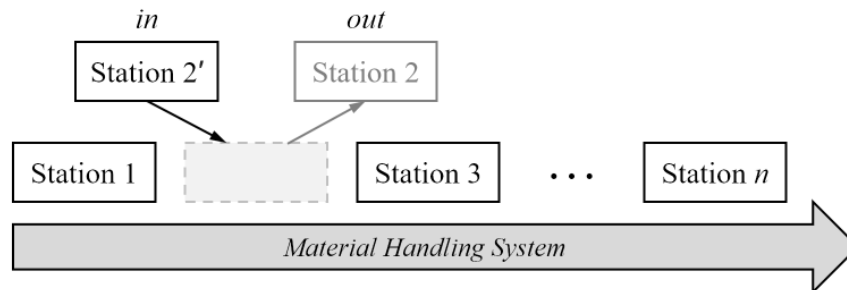 in out
Station 2′ Station 2
Station 1 Station 3 ... Station n
Material Handling System